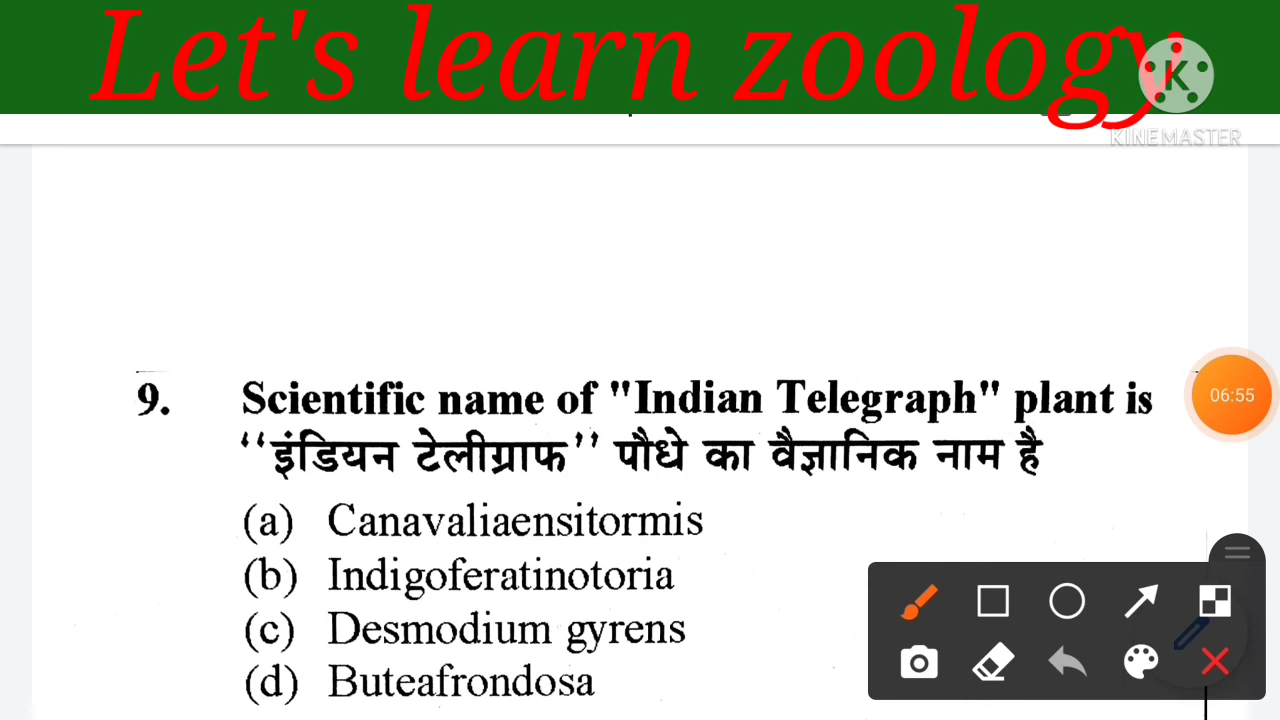 Let's learn zoology
K
KINEMASTER
9. Scientific name of "Indian Telegraph" plant is
‘‘इंडियन टेलीग्राफ’’ पौधे का वैज्ञानिक नाम है
(a) Canavaliaensitormis
(b) Indigoferatinotoria
(c) Desmodium gyrens
(d) Buteafrondosa
06:55